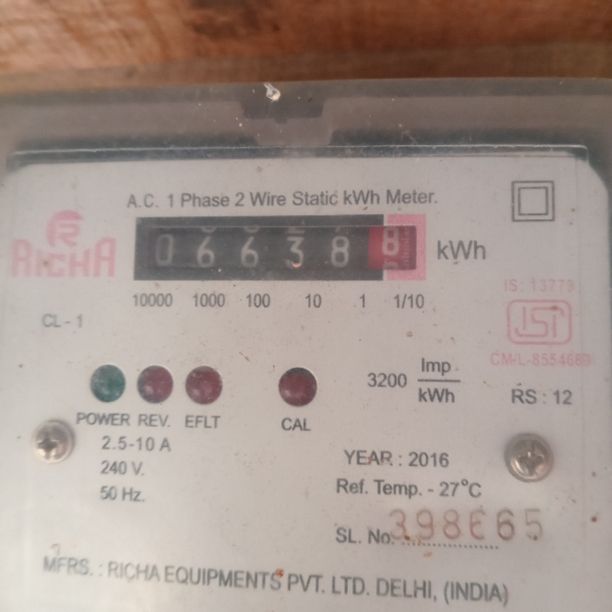 A.C. 1 Phase 2 Wire Static kWh Meter.
RICHA
0 6 6 3 8 8 kWh
10000 1000 100 10 1 1/10
IS: 13779
ISI
CM/L-8554669
CL - 1
3200 Imp
kWh
RS : 12
POWER REV. EFLT CAL
2.5-10 A
240 V.
50 Hz.
YEAR : 2016
Ref. Temp. - 27°C
SL. No. 398665
MFRS. : RICHA EQUIPMENTS PVT. LTD. DELHI, (INDIA)